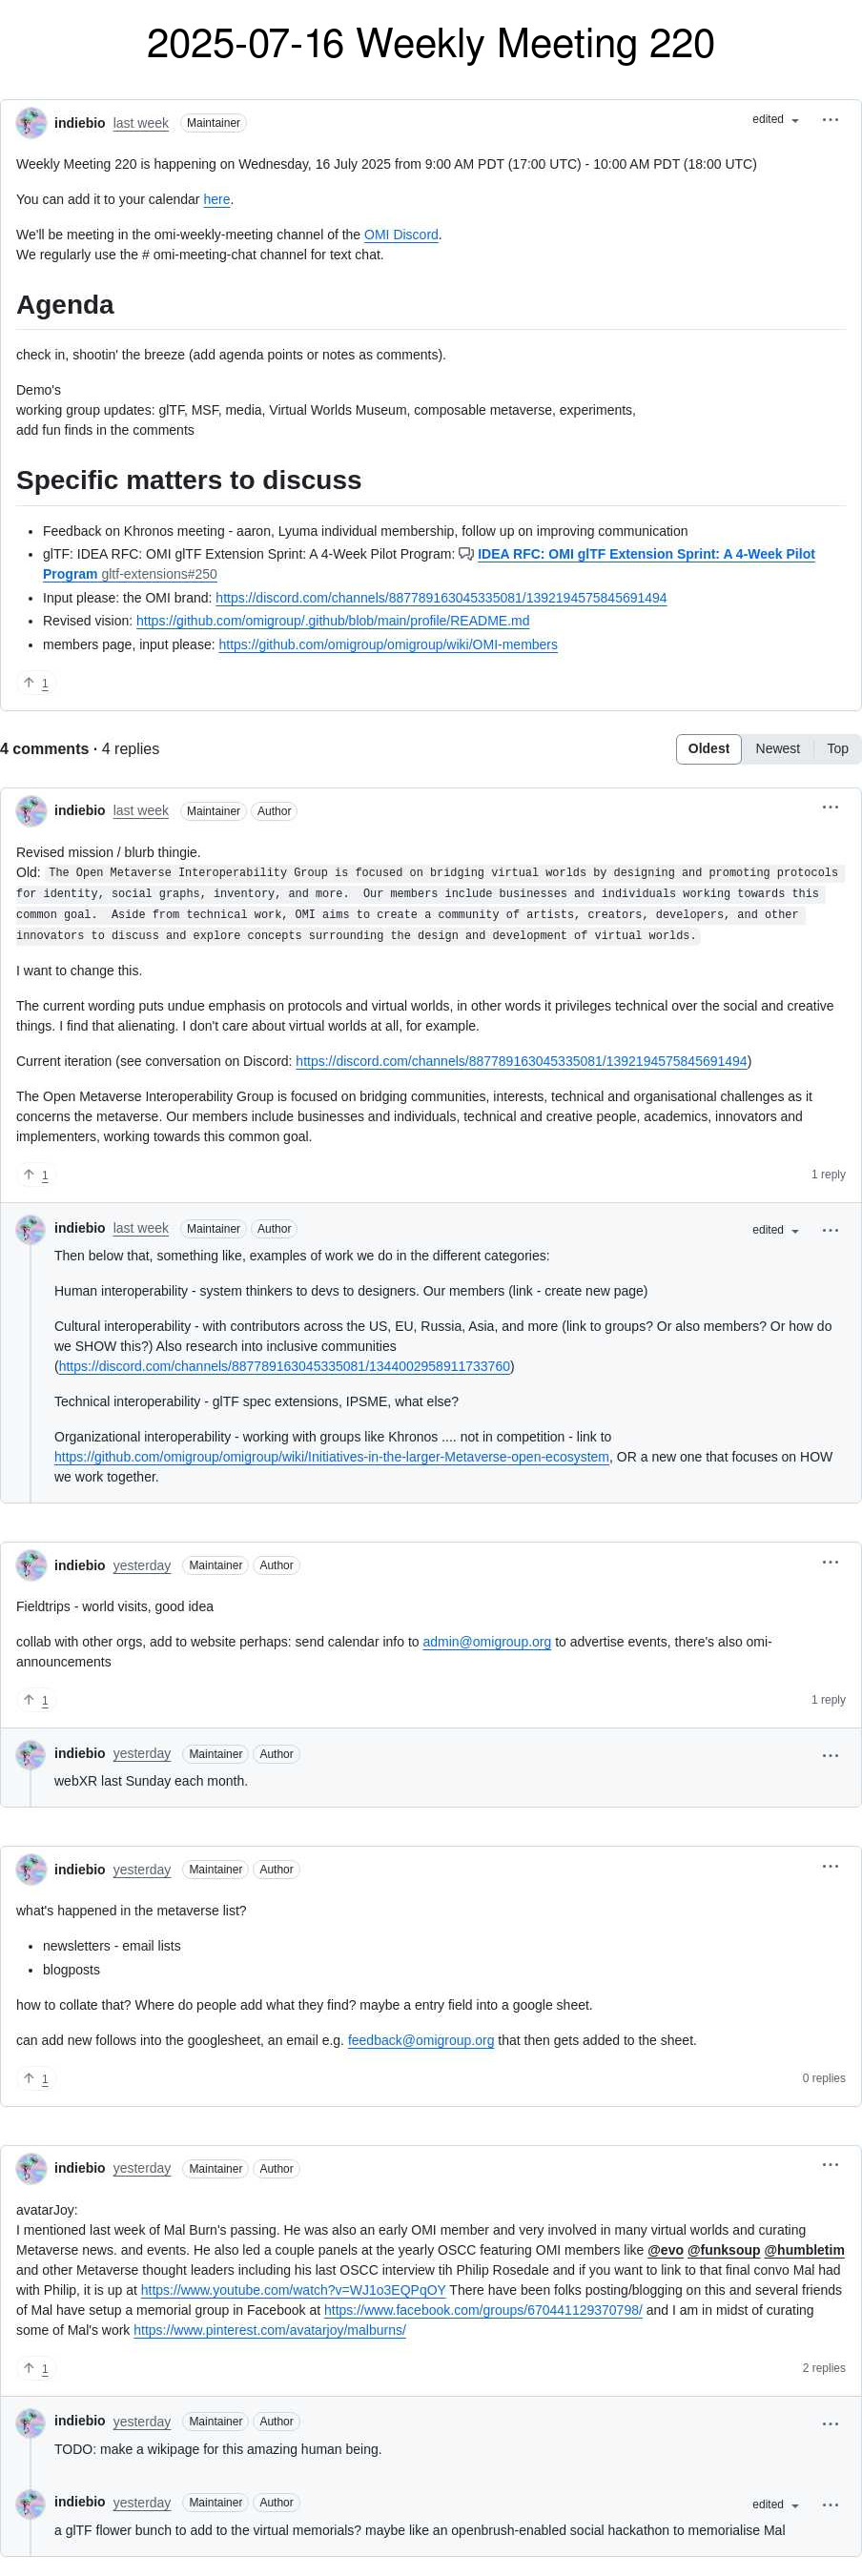 2025-07-16 Weekly Meeting 220
indiebio last week Maintainer edited
Weekly Meeting 220 is happening on Wednesday, 16 July 2025 from 9:00 AM PDT (17:00 UTC) - 10:00 AM PDT (18:00 UTC)
You can add it to your calendar here.
We'll be meeting in the omi-weekly-meeting channel of the OMI Discord.
We regularly use the # omi-meeting-chat channel for text chat.
Agenda
check in, shootin' the breeze (add agenda points or notes as comments).
Demo's
working group updates: glTF, MSF, media, Virtual Worlds Museum, composable metaverse, experiments,
add fun finds in the comments
Specific matters to discuss
• Feedback on Khronos meeting - aaron, Lyuma individual membership, follow up on improving communication
• glTF: IDEA RFC: OMI glTF Extension Sprint: A 4-Week Pilot Program: IDEA RFC: OMI glTF Extension Sprint: A 4-Week Pilot
Program gltf-extensions#250
• Input please: the OMI brand: https://discord.com/channels/887789163045335081/1392194575845691494
• Revised vision: https://github.com/omigroup/.github/blob/main/profile/README.md
• members page, input please: https://github.com/omigroup/omigroup/wiki/OMI-members
1
4 comments · 4 replies
Oldest Newest Top
indiebio last week Maintainer Author
Revised mission / blurb thingie.
Old: The Open Metaverse Interoperability Group is focused on bridging virtual worlds by designing and promoting protocols
for identity, social graphs, inventory, and more. Our members include businesses and individuals working towards this
common goal. Aside from technical work, OMI aims to create a community of artists, creators, developers, and other
innovators to discuss and explore concepts surrounding the design and development of virtual worlds.
I want to change this.
The current wording puts undue emphasis on protocols and virtual worlds, in other words it privileges technical over the social and creative
things. I find that alienating. I don't care about virtual worlds at all, for example.
Current iteration (see conversation on Discord: https://discord.com/channels/887789163045335081/1392194575845691494)
The Open Metaverse Interoperability Group is focused on bridging communities, interests, technical and organisational challenges as it
concerns the metaverse. Our members include businesses and individuals, technical and creative people, academics, innovators and
implementers, working towards this common goal.
1 1 reply
indiebio last week Maintainer Author edited
Then below that, something like, examples of work we do in the different categories:
Human interoperability - system thinkers to devs to designers. Our members (link - create new page)
Cultural interoperability - with contributors across the US, EU, Russia, Asia, and more (link to groups? Or also members? Or how do
we SHOW this?) Also research into inclusive communities
(https://discord.com/channels/887789163045335081/1344002958911733760)
Technical interoperability - glTF spec extensions, IPSME, what else?
Organizational interoperability - working with groups like Khronos .... not in competition - link to
https://github.com/omigroup/omigroup/wiki/Initiatives-in-the-larger-Metaverse-open-ecosystem, OR a new one that focuses on HOW
we work together.
indiebio yesterday Maintainer Author
Fieldtrips - world visits, good idea
collab with other orgs, add to website perhaps: send calendar info to admin@omigroup.org to advertise events, there's also omi-
announcements
1 1 reply
indiebio yesterday Maintainer Author
webXR last Sunday each month.
indiebio yesterday Maintainer Author
what's happened in the metaverse list?
• newsletters - email lists
• blogposts
how to collate that? Where do people add what they find? maybe a entry field into a google sheet.
can add new follows into the googlesheet, an email e.g. feedback@omigroup.org that then gets added to the sheet.
1 0 replies
indiebio yesterday Maintainer Author
avatarJoy:
I mentioned last week of Mal Burn's passing. He was also an early OMI member and very involved in many virtual worlds and curating
Metaverse news. and events. He also led a couple panels at the yearly OSCC featuring OMI members like @evo @funksoup @humbletim
and other Metaverse thought leaders including his last OSCC interview tih Philip Rosedale and if you want to link to that final convo Mal had
with Philip, it is up at https://www.youtube.com/watch?v=WJ1o3EQPqOY There have been folks posting/blogging on this and several friends
of Mal have setup a memorial group in Facebook at https://www.facebook.com/groups/670441129370798/ and I am in midst of curating
some of Mal's work https://www.pinterest.com/avatarjoy/malburns/
1 2 replies
indiebio yesterday Maintainer Author
TODO: make a wikipage for this amazing human being.
indiebio yesterday Maintainer Author edited
a glTF flower bunch to add to the virtual memorials? maybe like an openbrush-enabled social hackathon to memorialise Mal